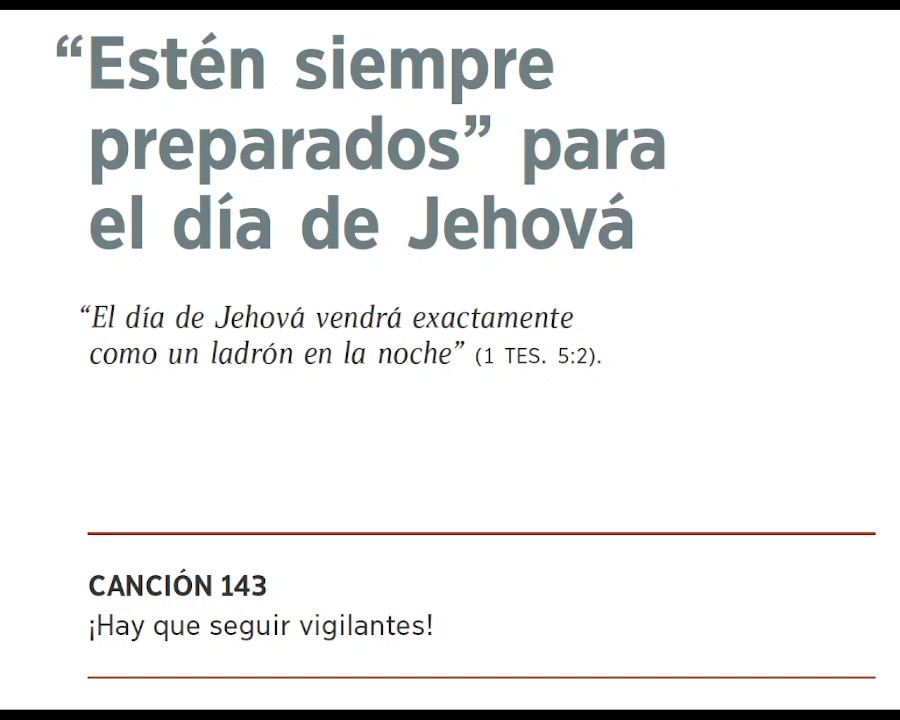 “Estén siempre
preparados” para
el día de Jehová
“El día de Jehová vendrá exactamente
como un ladrón en la noche” (1 TES. 5:2).
CANCIÓN 143
¡Hay que seguir vigilantes!